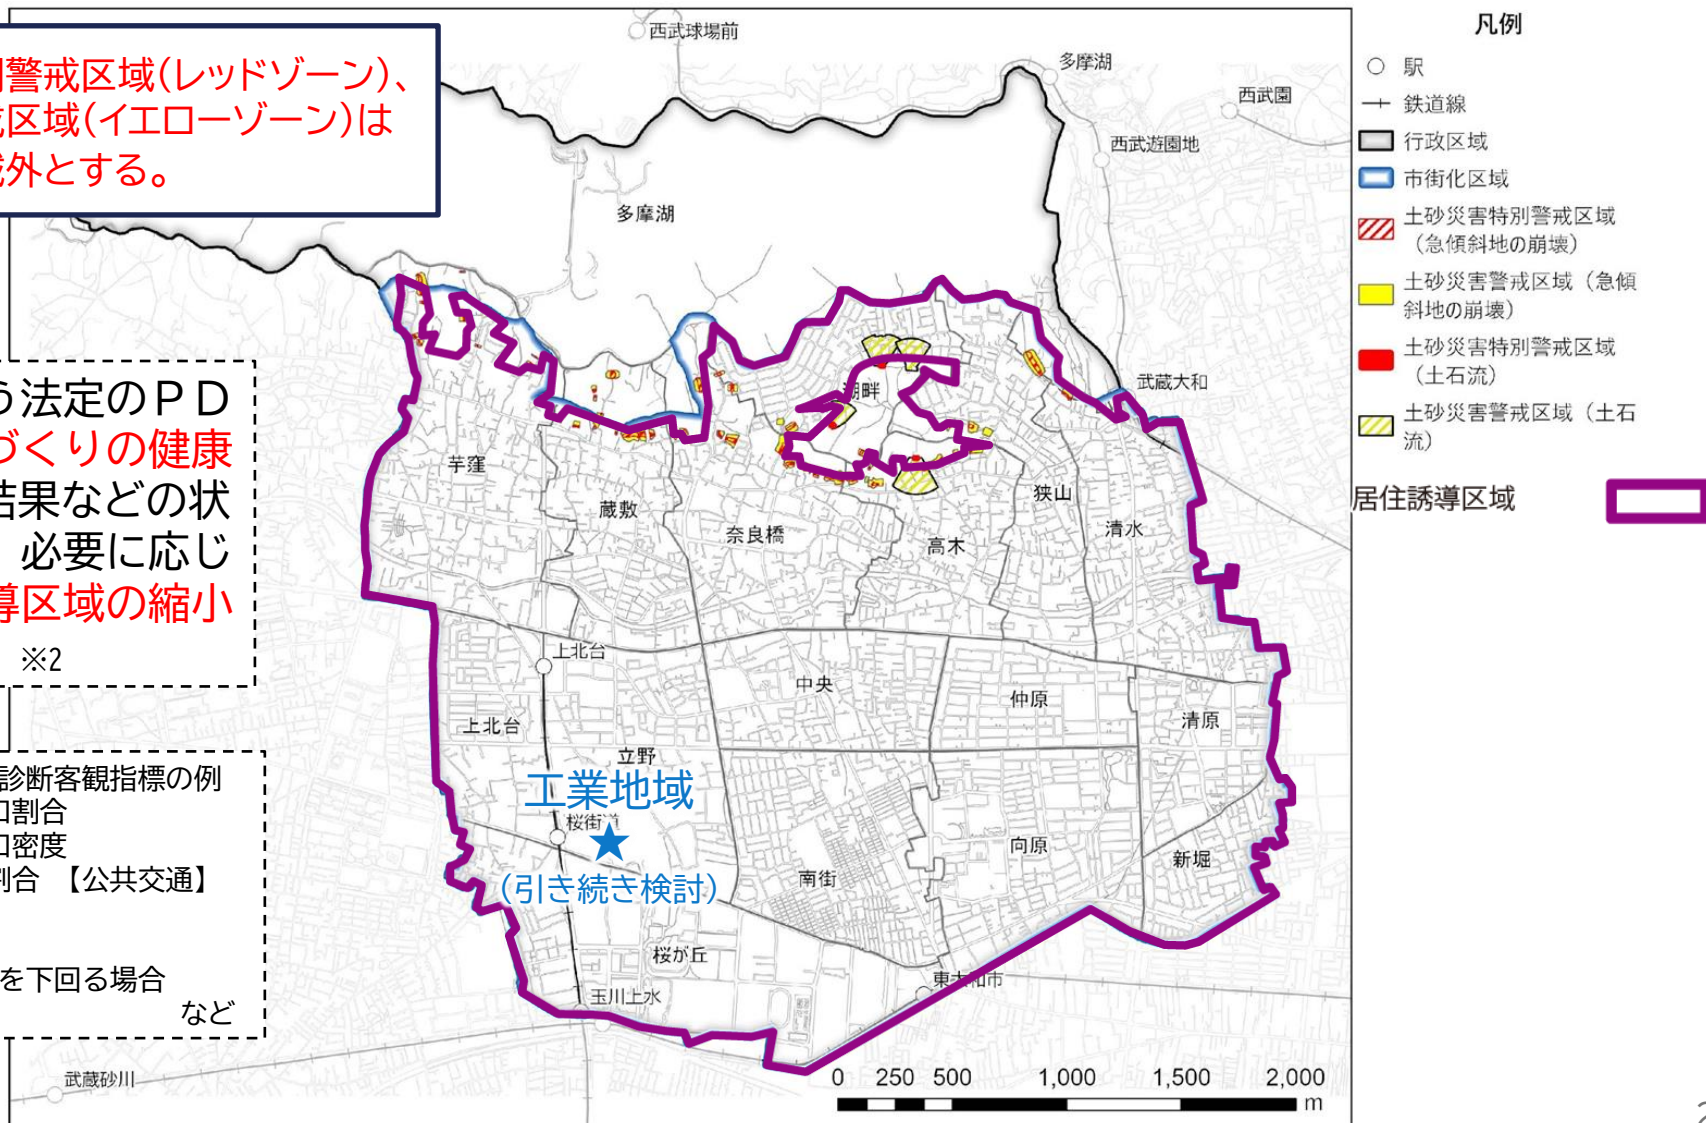 別警戒区域(レッドゾーン)、
戒区域(イエローゾーン)は
域外とする。
う法定のPD
づくりの健康
結果などの状
必要に応じ
導区域の縮小
※2
診断客観指標の例
口割合
口密度
割合 【公共交通】
を下回る場合
など
西武球場前
多摩湖
西武園
西武遊園地
多摩湖
武蔵大和
湖畔
芋窪
蔵敷
奈良橋
高木
狭山
清水
上北台
上北台
立野
中央
仲原
清原
工業地域
桜街道
(引き続き検討)
南街
向原
新堀
桜が丘
東大和市
玉川上水
武蔵砂川
0 250 500 1,000 1,500 2,000
m
凡例
駅
鉄道線
行政区域
市街化区域
土砂災害特別警戒区域
(急傾斜地の崩壊)
土砂災害警戒区域(急傾
斜地の崩壊)
土砂災害特別警戒区域
(土石流)
土砂災害警戒区域(土石
流)
居住誘導区域